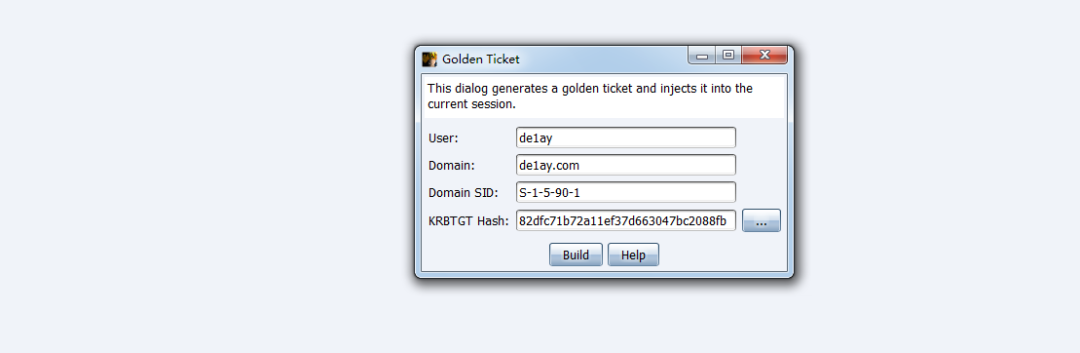 Golden Ticket
This dialog generates a golden ticket and injects it into the
current session.
User: de1ay
Domain: de1ay.com
Domain SID: S-1-5-90-1
KRBTGT Hash: 82dfc71b72a11ef37d663047bc2088fb ...
Build Help